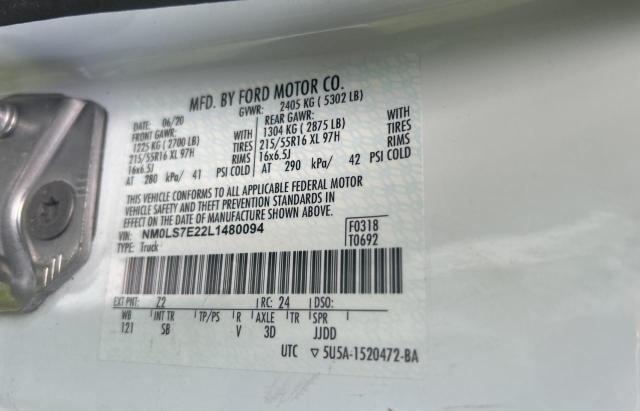 MFD. BY FORD MOTOR CO.
DATE: 06/20 GVWR: 2405 KG ( 5302 LB)
FRONT GAWR: REAR GAWR:
1225 KG ( 2700 LB) WITH 1304 KG ( 2875 LB) WITH
215/55R16 XL 97H TIRES 215/55R16 XL 97H TIRES
16x6.5J RIMS 16x6.5J RIMS
AT 280 kPa/ 41 PSI COLD AT 290 kPa/ 42 PSI COLD
THIS VEHICLE CONFORMS TO ALL APPLICABLE FEDERAL MOTOR
VEHICLE SAFETY AND THEFT PREVENTION STANDARDS IN
EFFECT ON THE DATE OF MANUFACTURE SHOWN ABOVE.
VIN: NM0LS7E22L1480094 F0318
TYPE: Truck T0692
EXT PNT: Z2 RC: 24 DSO:
WB INT TR TP/PS R AXLE TR SPR
121 SB V 3D JJDD
UTC ▽5U5A-1520472-BA